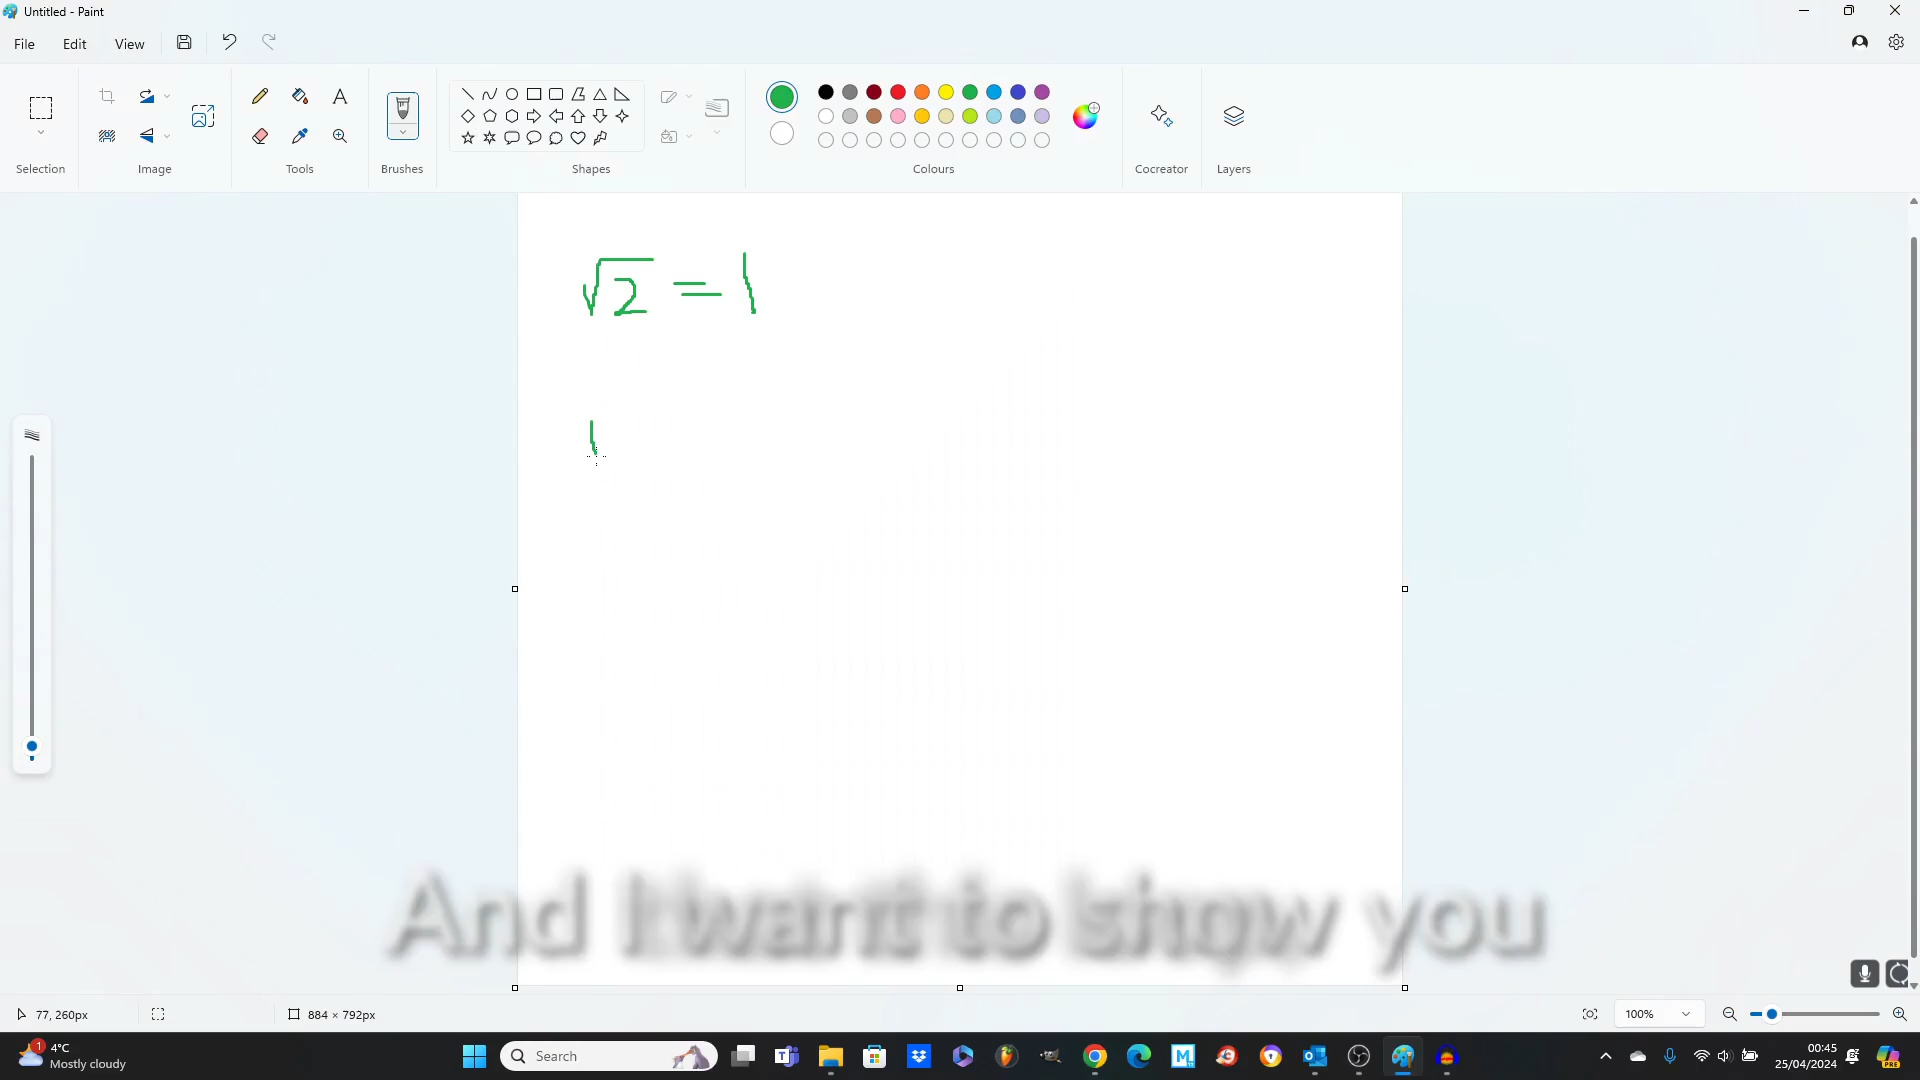 Untitled - Paint
File Edit View
Selection Image Tools Brushes Shapes Colours Cocreator Layers
√2 = 1
And I want to show you
77, 260px
884 × 792px
100%
1
4°C
Mostly cloudy
Search
00:45
25/04/2024
PRE